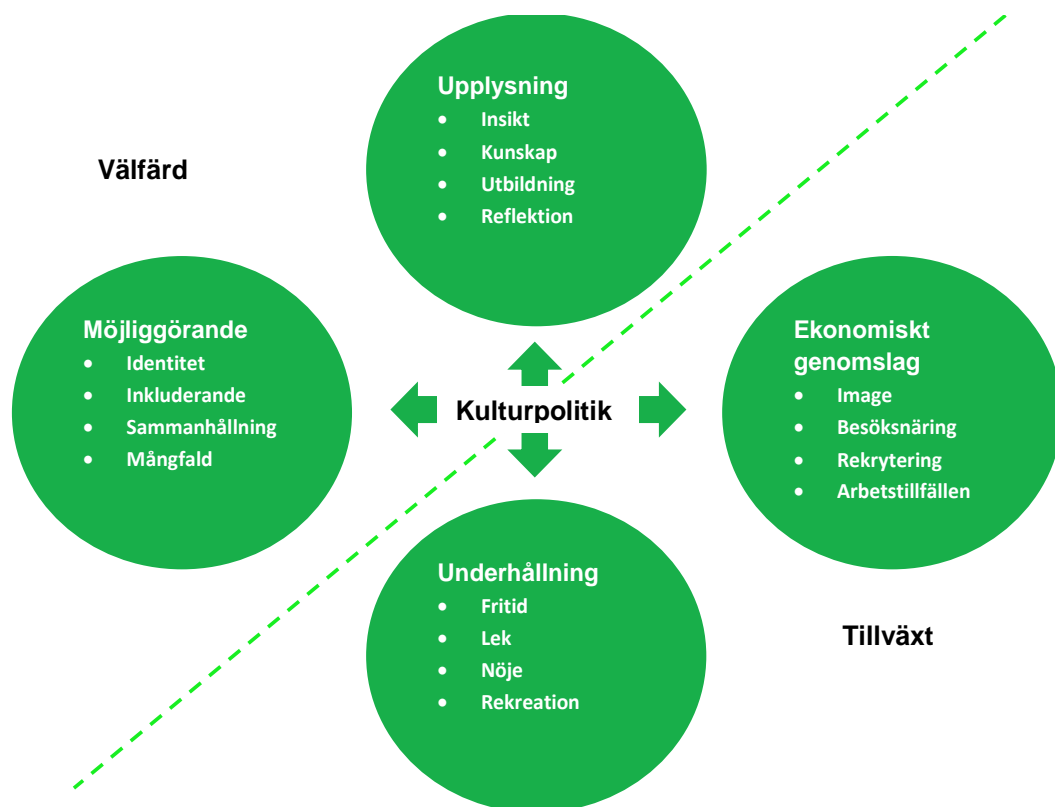 Upplysning
• Insikt
• Kunskap
• Utbildning
• Reflektion
Välfärd
Möjliggörande
• Identitet
• Inkluderande
• Sammanhållning
• Mångfald
Kulturpolitik
Ekonomiskt
genomslag
• Image
• Besöksnäring
• Rekrytering
• Arbetstillfällen
Underhållning
• Fritid
• Lek
• Nöje
• Rekreation
Tillväxt